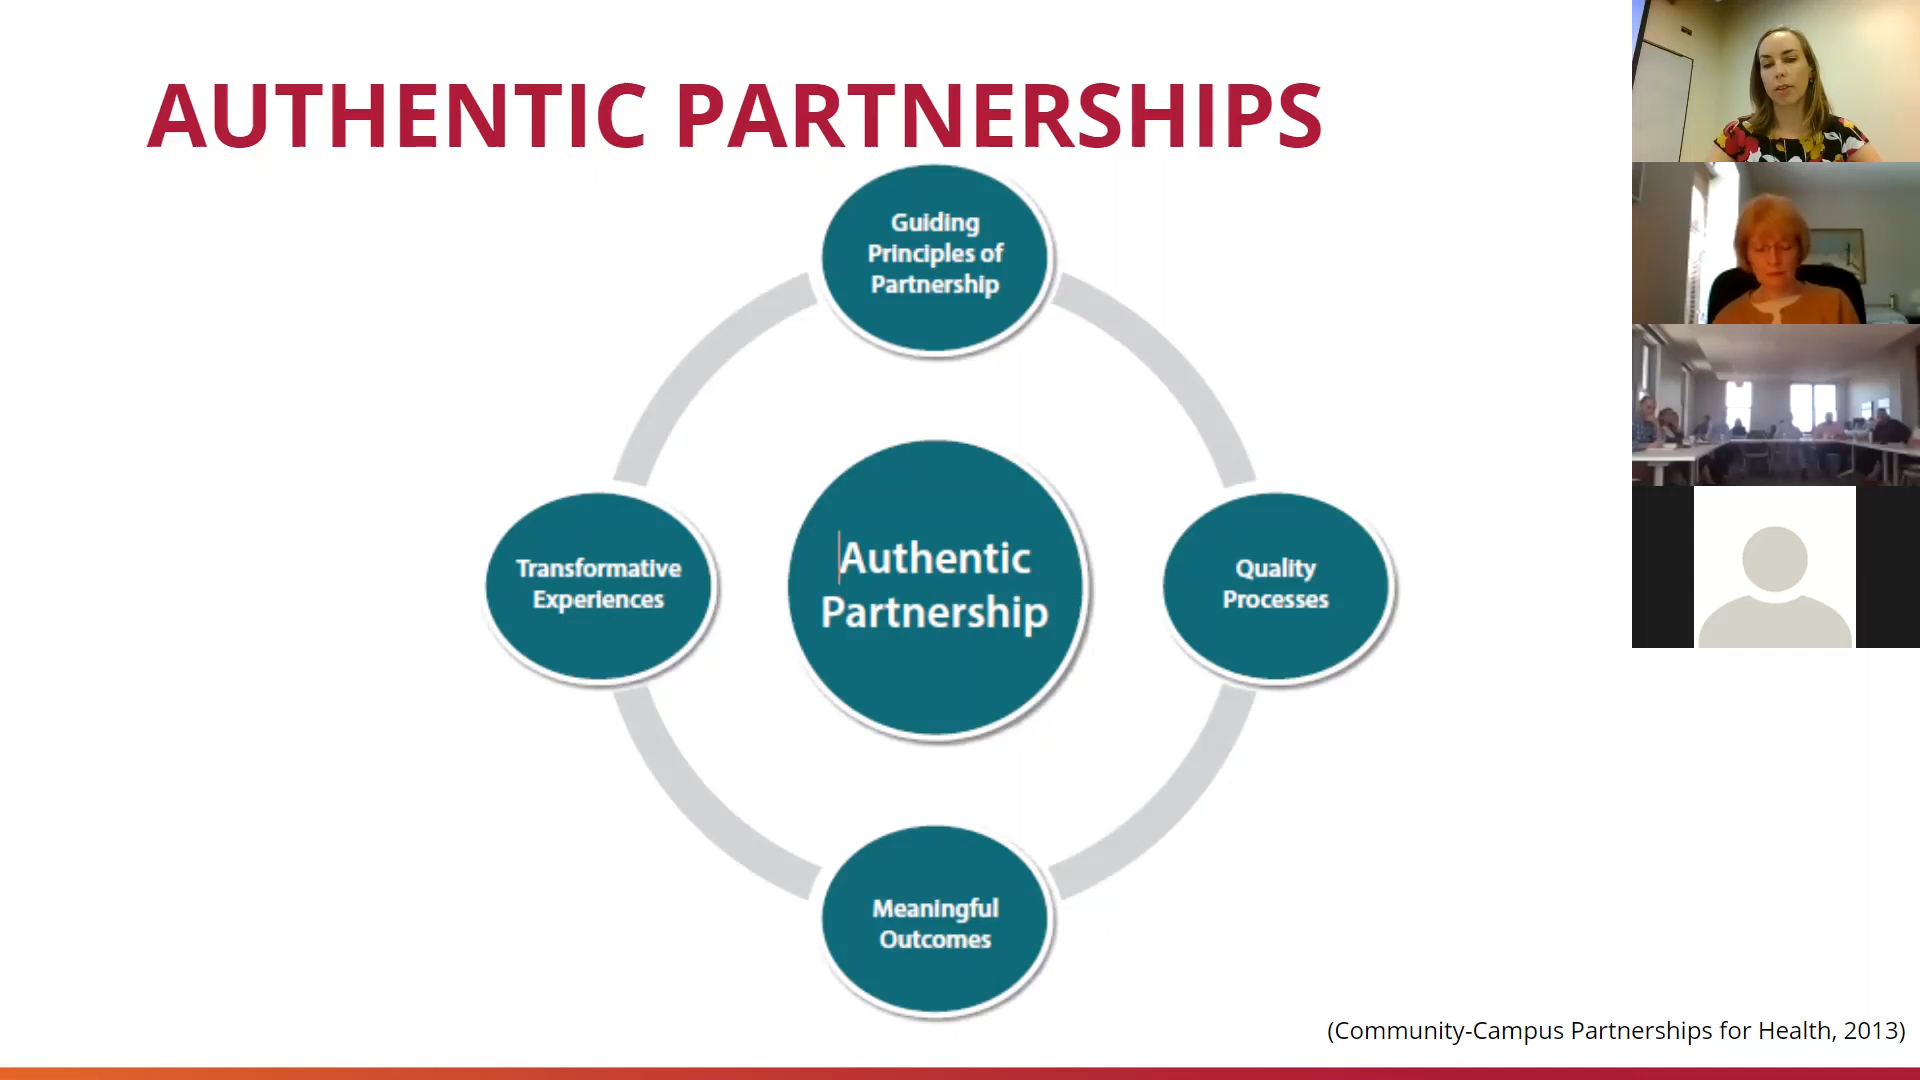 AUTHENTIC PARTNERSHIPS
Guiding
Principles of
Partnership
Transformative
Experiences
Authentic
Partnership
Quality
Processes
Meaningful
Outcomes
(Community-Campus Partnerships for Health, 2013)